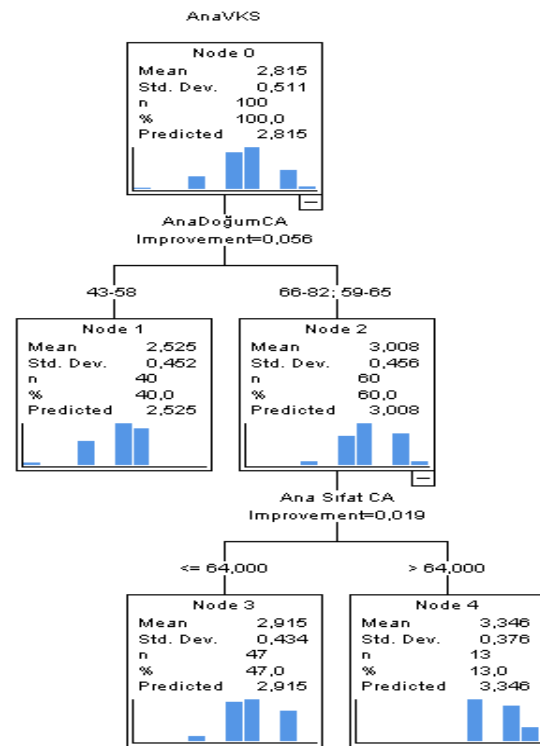 AnaVKS
Node 0
Mean 2,815
Std. Dev. 0,511
n 100
% 100,0
Predicted 2,815
AnaDoğumCA
Improvement=0,056
43-58
66-82; 59-65
Node 1
Mean 2,525
Std. Dev. 0,452
n 40
% 40,0
Predicted 2,525
Node 2
Mean 3,008
Std. Dev. 0,456
n 60
% 60,0
Predicted 3,008
Ana Sıfat CA
Improvement=0,019
<= 64,000
> 64,000
Node 3
Mean 2,915
Std. Dev. 0,434
n 47
% 47,0
Predicted 2,915
Node 4
Mean 3,346
Std. Dev. 0,376
n 13
% 13,0
Predicted 3,346